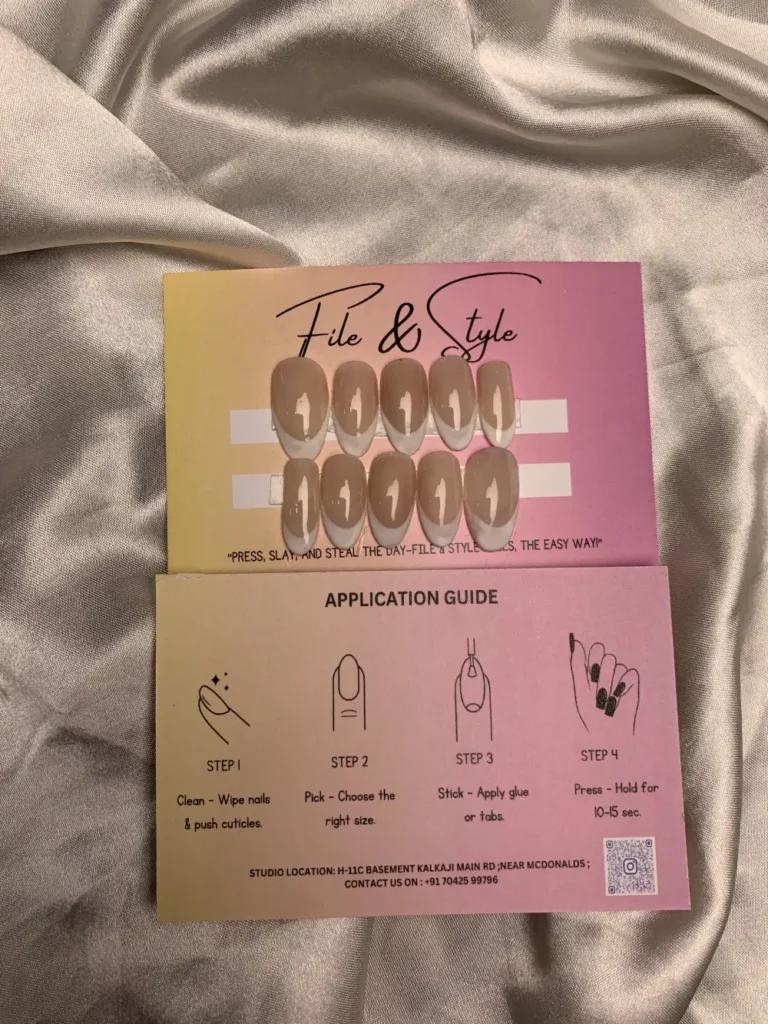 File & Style
"PRESS, SLAY, AND STEAL THE DAY-FILE & STYLE , THE EASY WAY!"
APPLICATION GUIDE
STEP 1
Clean - Wipe nails
& push cuticles.
STEP 2
Pick - Choose the
right size.
STEP 3
Stick - Apply glue
or tabs.
STEP 4
Press - Hold for
10-15 sec.
STUDIO LOCATION: H-11C BASEMENT KALKAJI MAIN RD ;NEAR MCDONALDS ;
CONTACT US ON : +91 70425 99796